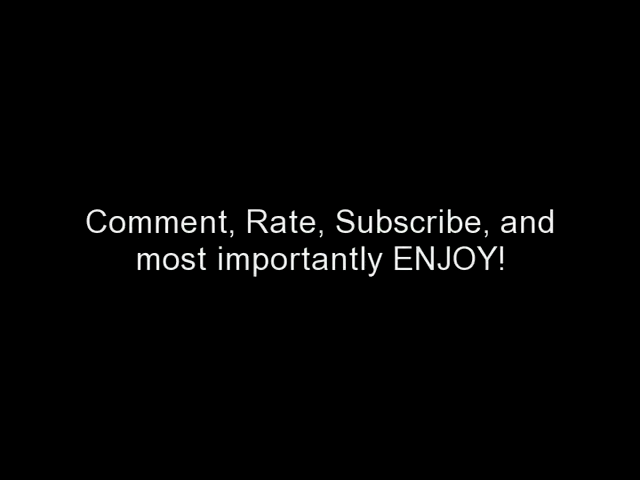 Comment, Rate, Subscribe, and
most importantly ENJOY!